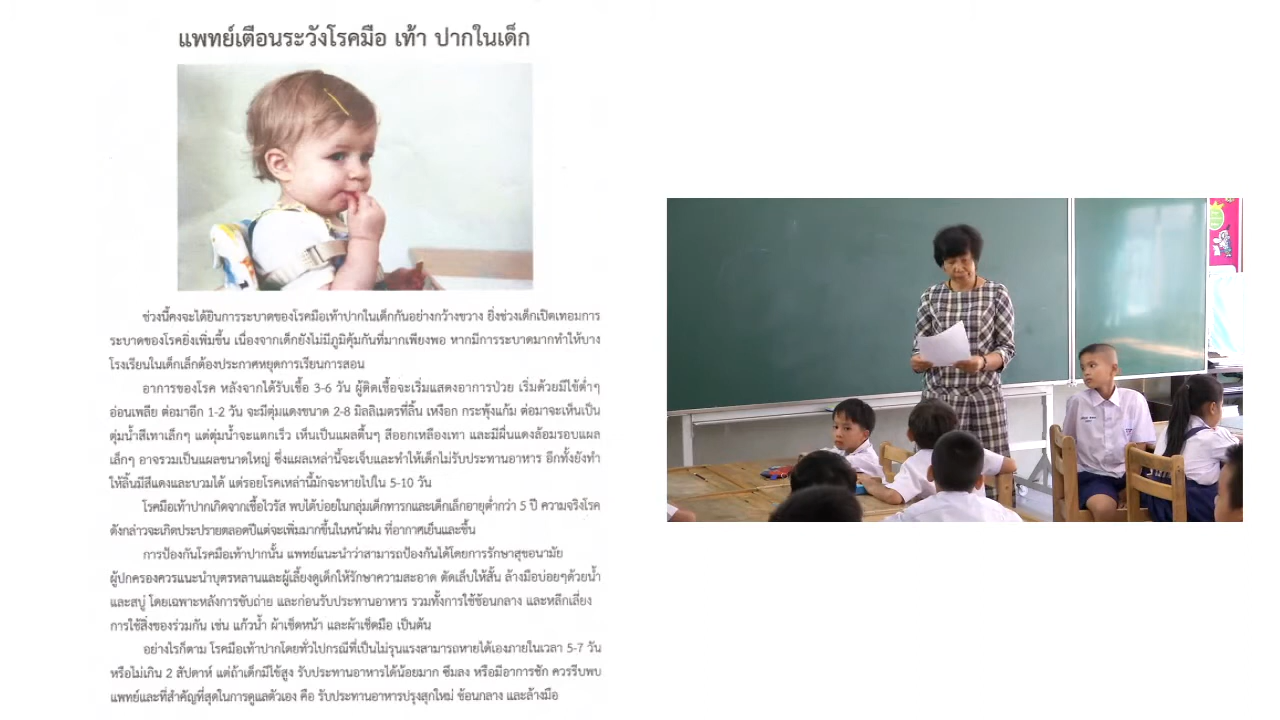 แพทย์เตือนระวังโรคมือ เท้า ปากในเด็ก
ช่วงนี้คงจะได้ยินการระบาดของโรคมือเท้าปากในเด็กกันอย่างกว้างขวาง ยิ่งช่วงเด็กเปิดเทอมการ
ระบาดของโรคยิ่งเพิ่มขึ้น เนื่องจากเด็กยังไม่มีภูมิคุ้มกันที่มากเพียงพอ หากมีการระบาดมากทำให้บาง
โรงเรียนในเด็กเล็กต้องประกาศหยุดการเรียนการสอน
อาการของโรค หลังจากได้รับเชื้อ 3-6 วัน ผู้ติดเชื้อจะเริ่มแสดงอาการป่วย เริ่มด้วยมีไข้ต่ำๆ
อ่อนเพลีย ต่อมาอีก 1-2 วัน จะมีตุ่มแดงขนาด 2-8 มิลลิเมตรที่ลิ้น เหงือก กระพุ้งแก้ม ต่อมาจะเห็นเป็น
ตุ่มน้ำสีเทาเล็กๆ แต่ตุ่มน้ำจะแตกเร็ว เห็นเป็นแผลตื้นๆ สีออกเหลืองเทา และมีผื่นแดงล้อมรอบแผล
เล็กๆ อาจรวมเป็นแผลขนาดใหญ่ ซึ่งแผลเหล่านี้จะเจ็บและทำให้เด็กไม่รับประทานอาหาร อีกทั้งยังทำ
ให้ลิ้นมีสีแดงและบวมได้ แต่รอยโรคเหล่านี้มักจะหายไปใน 5-10 วัน
โรคมือเท้าปากเกิดจากเชื้อไวรัส พบได้บ่อยในกลุ่มเด็กทารกและเด็กเล็กอายุต่ำกว่า 5 ปี ความจริงโรค
ดังกล่าวจะเกิดประปรายตลอดปีแต่จะเพิ่มมากขึ้นในหน้าฝน ที่อากาศเย็นและชื้น
การป้องกันโรคมือเท้าปากนั้น แพทย์แนะนำว่าสามารถป้องกันได้โดยการรักษาสุขอนามัย
ผู้ปกครองควรแนะนำบุตรหลานและผู้เลี้ยงดูเด็กให้รักษาความสะอาด ตัดเล็บให้สั้น ล้างมือบ่อยๆด้วยน้ำ
และสบู่ โดยเฉพาะหลังการขับถ่าย และก่อนรับประทานอาหาร รวมทั้งการใช้ช้อนกลาง และหลีกเลี่ยง
การใช้สิ่งของร่วมกัน เช่น แก้วน้ำ ผ้าเช็ดหน้า และผ้าเช็ดมือ เป็นต้น
อย่างไรก็ตาม โรคมือเท้าปากโดยทั่วไปกรณีที่เป็นไม่รุนแรงสามารถหายได้เองภายในเวลา 5-7 วัน
หรือไม่เกิน 2 สัปดาห์ แต่ถ้าเด็กมีไข้สูง รับประทานอาหารได้น้อยมาก ซึมลง หรือมีอาการชัก ควรรีบพบ
แพทย์และที่สำคัญที่สุดในการดูแลตัวเอง คือ รับประทานอาหารปรุงสุกใหม่ ช้อนกลาง และล้างมือ